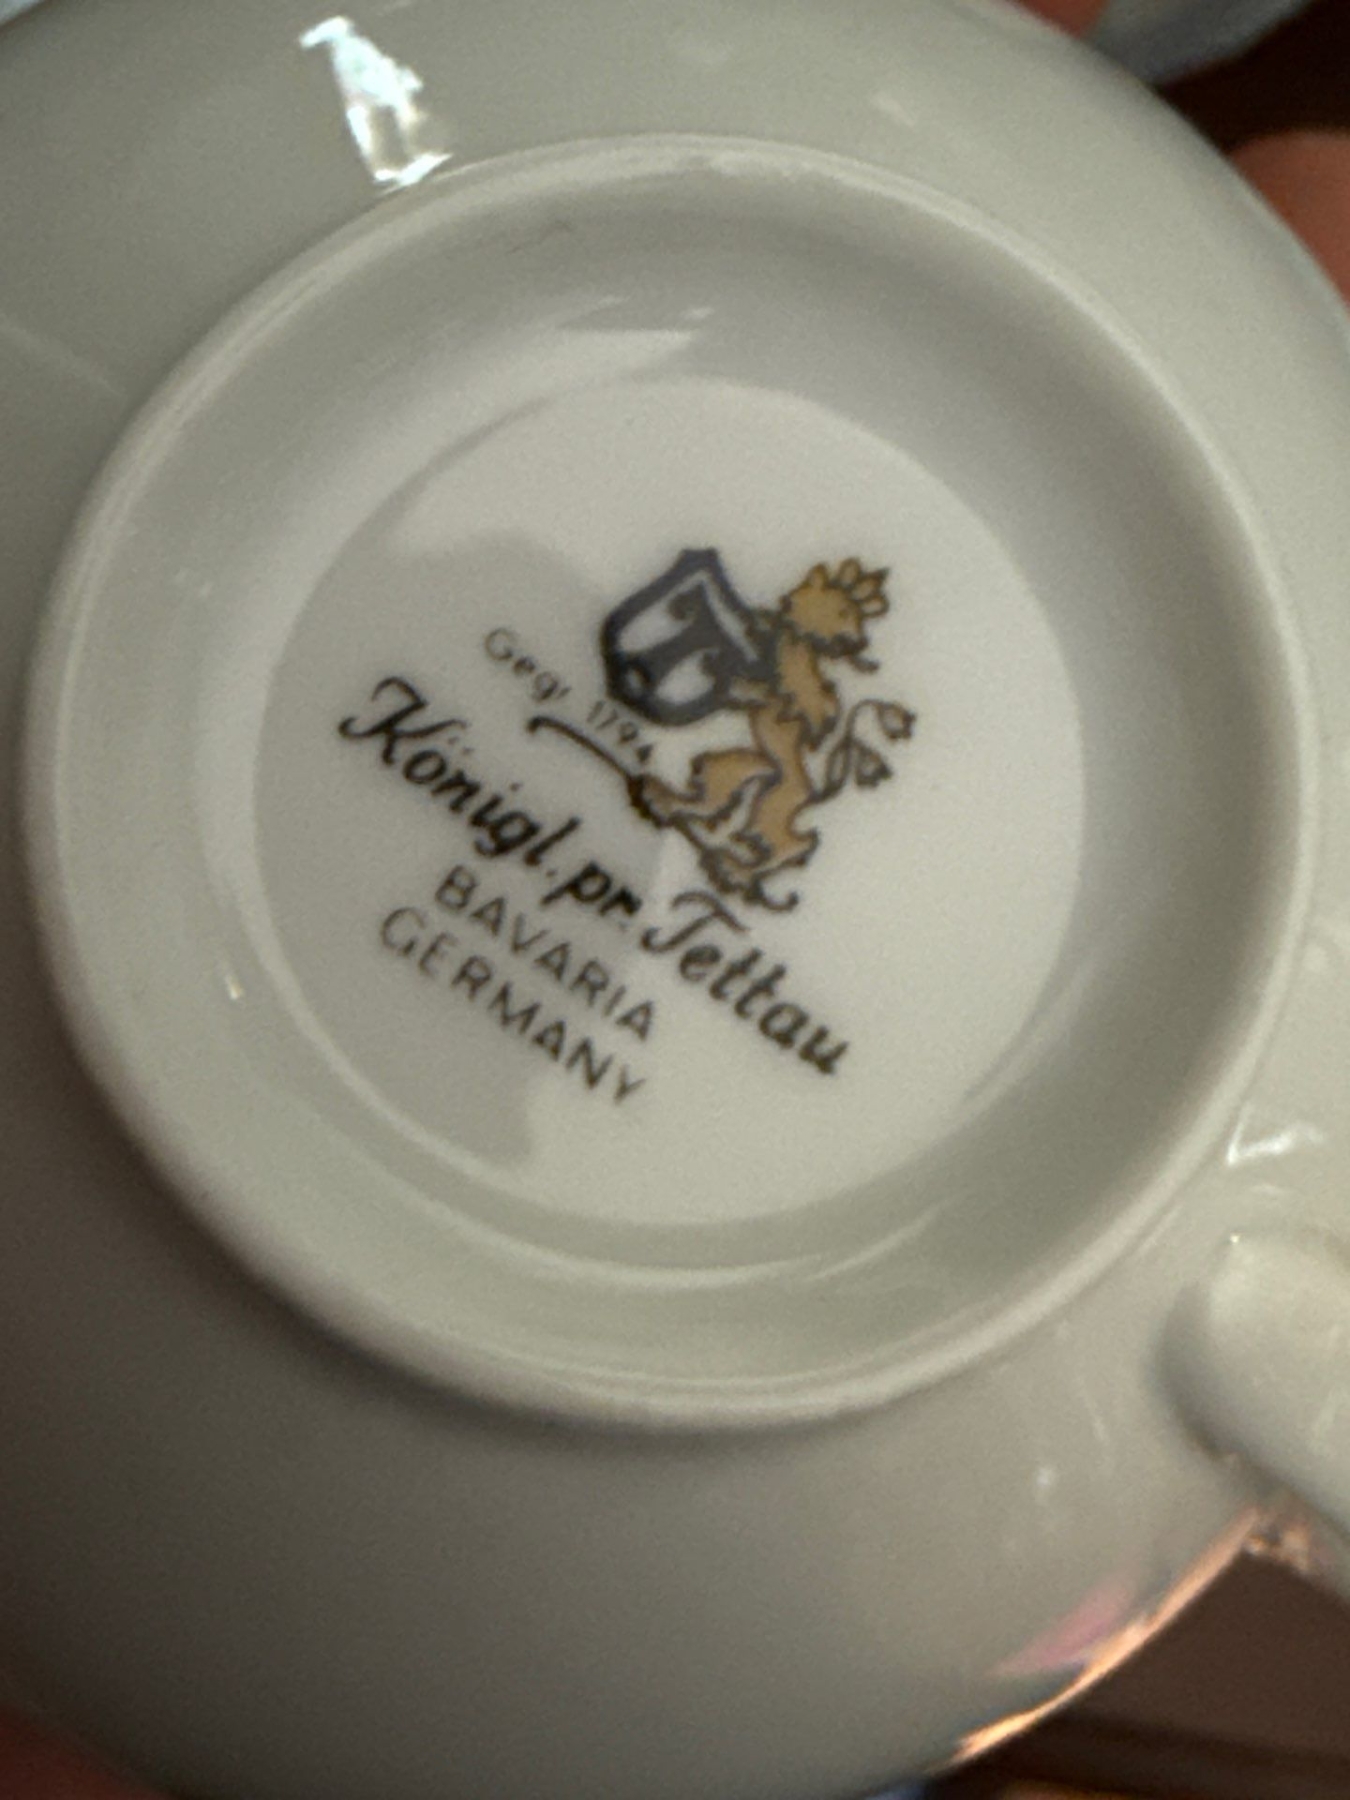 Gegr 1794
Königl. pr. Tettau
BAVARIA
GERMANY